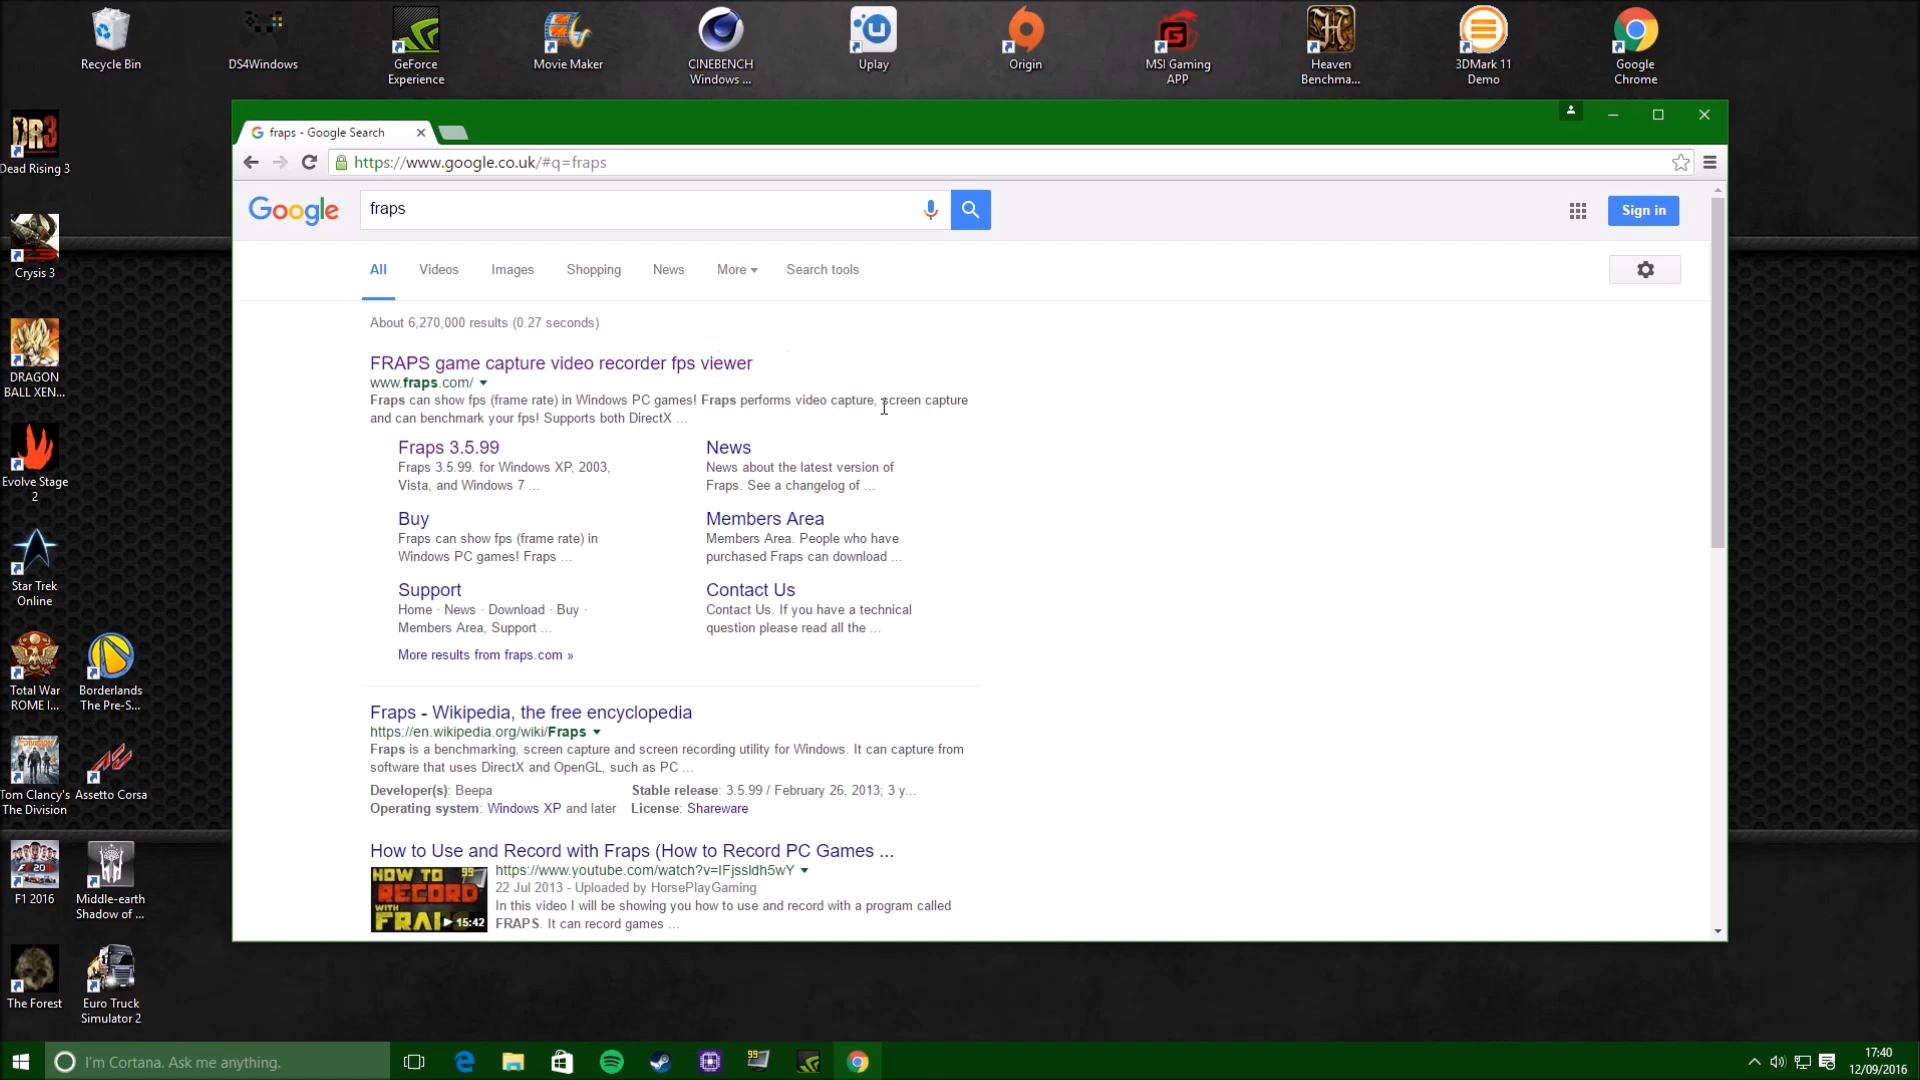 Recycle Bin
DS4Windows
GeForce
Experience
Movie Maker
CINEBENCH
Windows ...
Uplay
Origin
MSI Gaming
APP
Heaven
Benchma...
3DMark 11
Demo
Google
Chrome
DR3
Dead Rising 3
Crysis 3
DRAGON
BALL XEN...
Evolve Stage
2
Star Trek
Online
Total War
ROME I...
Borderlands
The Pre-S...
Tom Clancy's
The Division
Assetto Corsa
F1 2016
Middle-earth
Shadow of ...
The Forest
Euro Truck
Simulator 2
fraps - Google Search
https://www.google.co.uk/#q=fraps
Google
fraps
Sign in
All
Videos
Images
Shopping
News
More
Search tools
About 6,270,000 results (0.27 seconds)
FRAPS game capture video recorder fps viewer
www.fraps.com/
Fraps can show fps (frame rate) in Windows PC games! Fraps performs video capture, screen capture
and can benchmark your fps! Supports both DirectX ...
Fraps 3.5.99
Fraps 3.5.99. for Windows XP, 2003,
Vista, and Windows 7 ...
News
News about the latest version of
Fraps. See a changelog of ...
Buy
Fraps can show fps (frame rate) in
Windows PC games! Fraps ...
Members Area
Members Area. People who have
purchased Fraps can download ...
Support
Home · News · Download · Buy ·
Members Area, Support ...
Contact Us
Contact Us. If you have a technical
question please read all the ...
More results from fraps.com »
Fraps - Wikipedia, the free encyclopedia
https://en.wikipedia.org/wiki/Fraps
Fraps is a benchmarking, screen capture and screen recording utility for Windows. It can capture from
software that uses DirectX and OpenGL, such as PC ...
Developer(s): Beepa
Stable release: 3.5.99 / February 26, 2013; 3 y...
Operating system: Windows XP and later
License: Shareware
How to Use and Record with Fraps (How to Record PC Games ...
https://www.youtube.com/watch?v=IFjssldh5wY
22 Jul 2013 - Uploaded by HorsePlayGaming
In this video I will be showing you how to use and record with a program called
FRAPS. It can record games ...
HOW TO 99
RECORD
WITH
FRAP
15:42
I'm Cortana. Ask me anything.
99
17:40
12/09/2016